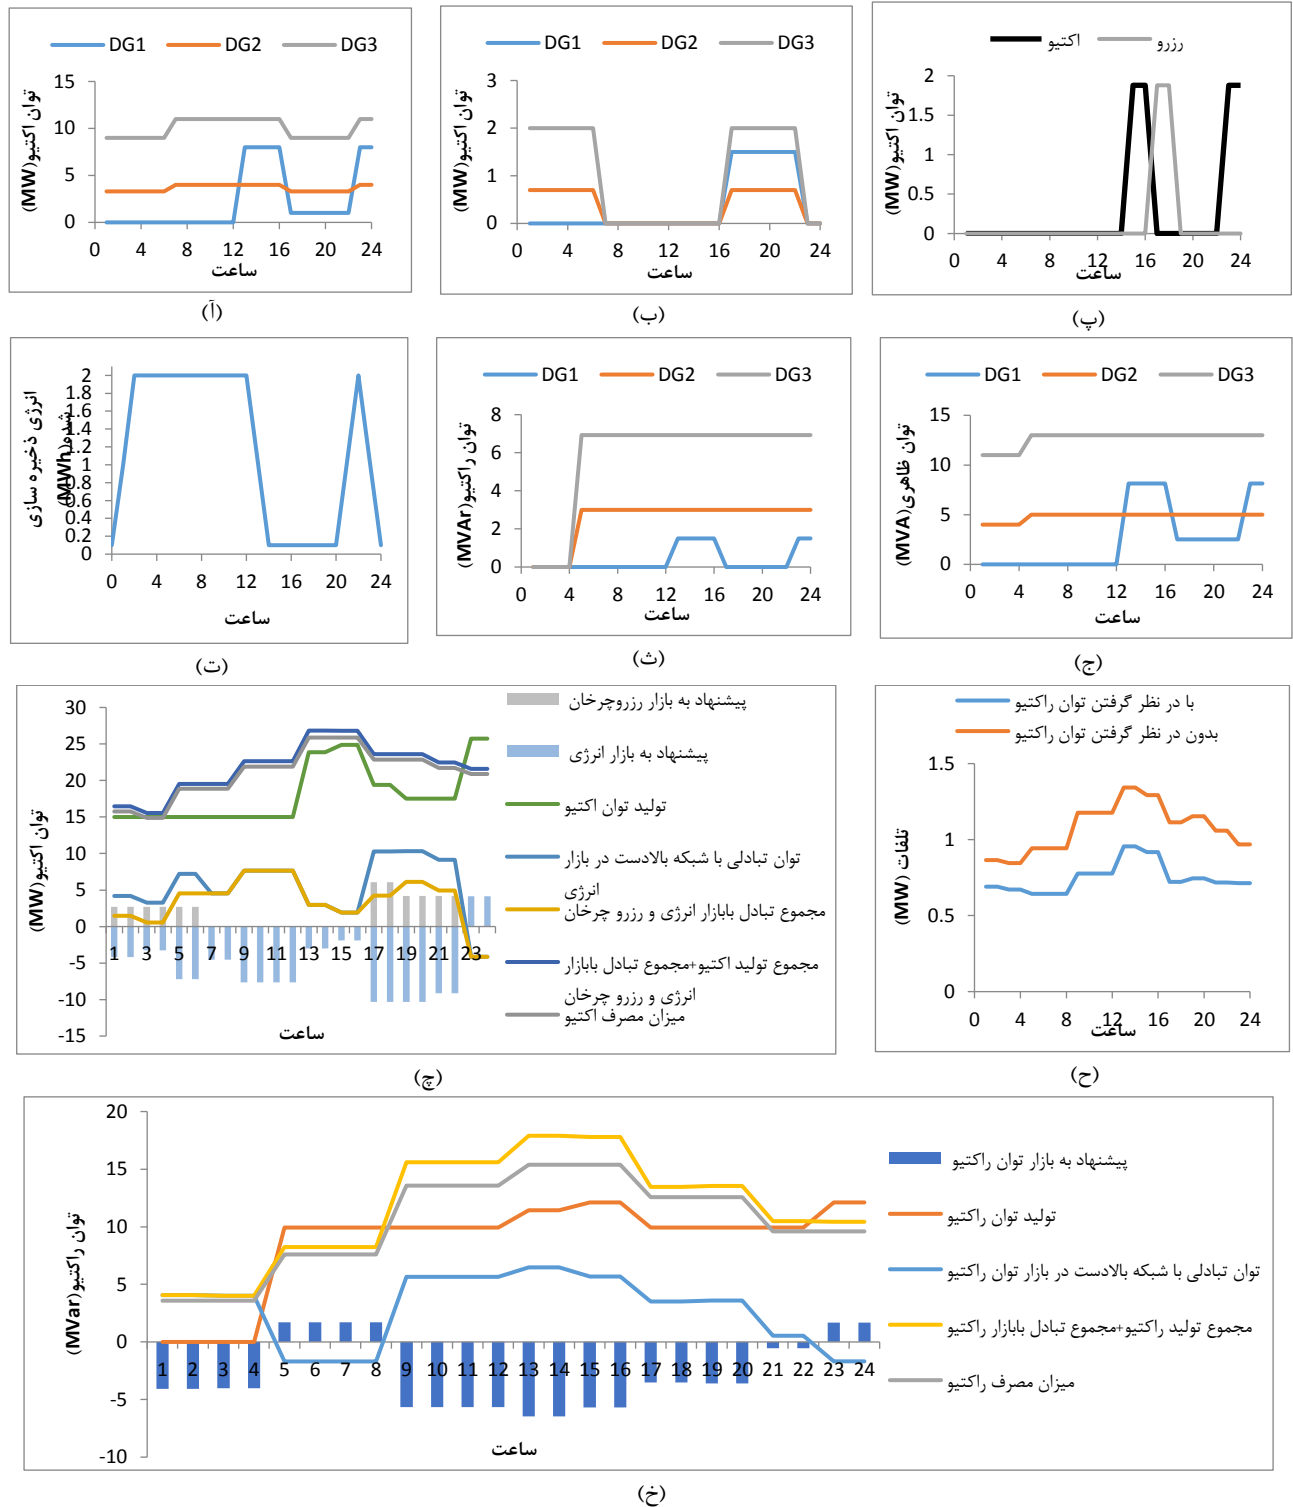 DG1 DG2 DG3
توان اکتیو(MW)
15
10
5
0
0 4 8 12 16 20 24
ساعت
(آ)
DG1 DG2 DG3
توان اکتیو(MW)
3
2
1
0
0 4 8 12 16 20 24
ساعت
(ب)
اکتیو رزرو
توان اکتیو(MW)
2
1.5
1
0.5
0
0 4 8 12 16 20 24
ساعت
(پ)
انرژی ذخیره سازی
شده(MWh)
2
1.8
1.6
1.4
1.2
1
0.8
0.6
0.4
0.2
0
0 4 8 12 16 20 24
ساعت
(ت)
DG1 DG2 DG3
توان راکتیو(MVAr)
8
6
4
2
0
0 4 8 12 16 20 24
ساعت
(ث)
DG1 DG2 DG3
توان ظاهری(MVA)
15
10
5
0
0 4 8 12 16 20 24
ساعت
(ج)
توان اکتیو(MW)
30
25
20
15
10
5
0
-5
-10
-15
1 3 5 7 9 11 13 15 17 19 21 23
ساعت
پیشنهاد به بازار رزروچرخان
پیشنهاد به بازار انرژی
تولید توان اکتیو
توان تبادلی با شبکه بالادست در بازار
انرژی
مجموع تبادل بابازار انرژی و رزرو چرخان
مجموع تولید اکتیو+مجموع تبادل بابازار
انرژی و رزرو چرخان
میزان مصرف اکتیو
(چ)
با در نظر گرفتن توان راکتیو
بدون در نظر گرفتن توان راکتیو
تلفات (MW)
1.5
1
0.5
0
0 4 8 12 16 20 24
ساعت
(ح)
توان راکتیو(MVar)
20
15
10
5
0
-5
-10
1 2 3 4 5 6 7 8 9 10 11 12 13 14 15 16 17 18 19 20 21 22 23 24
ساعت
پیشنهاد به بازار توان راکتیو
تولید توان راکتیو
توان تبادلی با شبکه بالادست در بازار توان راکتیو
مجموع تولید راکتیو+مجموع تبادل بابازار راکتیو
میزان مصرف راکتیو
(خ)